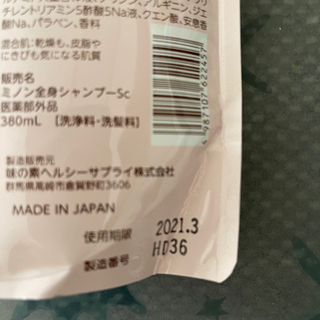 チレントリアミン5酢酸5Na液、クエン酸、安息香
酸Na、パラベン、香料
混合肌:乾燥も、皮脂や
にきびも気になる肌質
販売名
ミノン全身シャンプーSc
医薬部外品
380mL [洗浄料・洗髪料]
4 987107 622457
製造販売元
味の素ヘルシーサプライ株式会社
群馬県高崎市倉賀野町3606
MADE IN JAPAN
使用期限 2021.3
製造番号 HD36